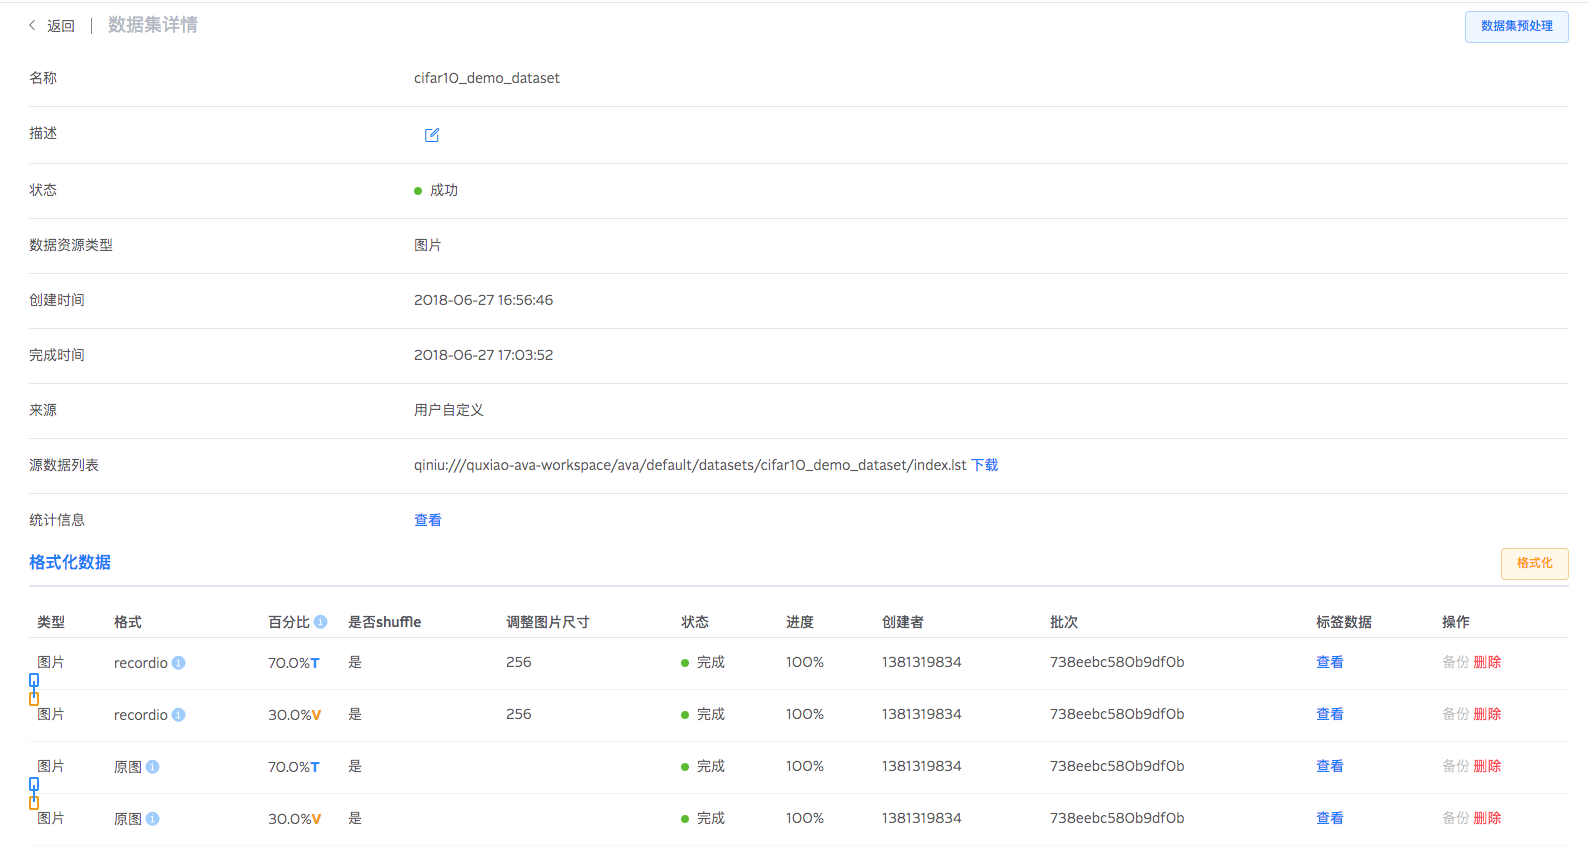 返回 | 数据集详情 数据集预处理
名称 cifar10_demo_dataset
描述
状态 成功
数据资源类型 图片
创建时间 2018-06-27 16:56:46
完成时间 2018-06-27 17:03:52
来源 用户自定义
源数据列表 qiniu:///quxiao-ava-workspace/ava/default/datasets/cifar10_demo_dataset/index.lst 下载
统计信息 查看
格式化数据 格式化
类型 格式 百分比 是否shuffle 调整图片尺寸 状态 进度 创建者 批次 标签数据 操作
图片 recordio 70.0%T 是 256 完成 100% 1381319834 738eebc580b9df0b 查看 备份 删除
图片 recordio 30.0%V 是 256 完成 100% 1381319834 738eebc580b9df0b 查看 备份 删除
图片 原图 70.0%T 是 完成 100% 1381319834 738eebc580b9df0b 查看 备份 删除
图片 原图 30.0%V 是 完成 100% 1381319834 738eebc580b9df0b 查看 备份 删除